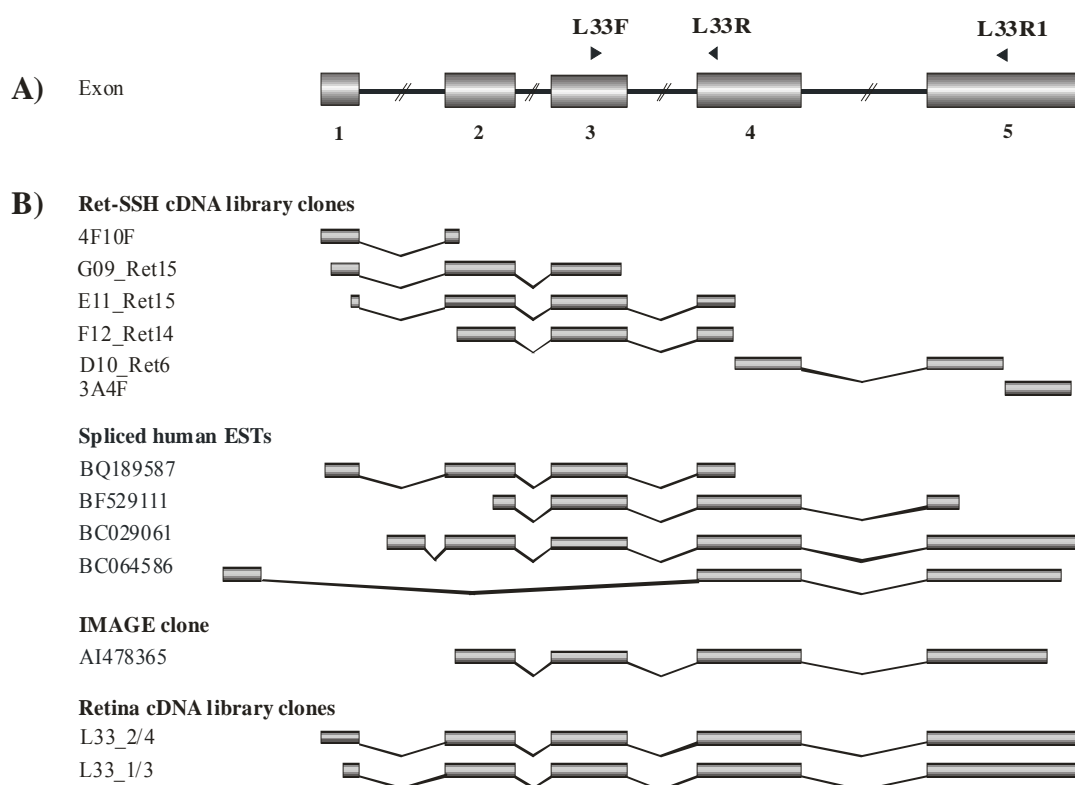 L33F L33R L33R1
A) Exon
1 2 3 4 5
B) Ret-SSH cDNA library clones
4F10F
G09_Ret15
E11_Ret15
F12_Ret14
D10_Ret6
3A4F
Spliced human ESTs
BQ189587
BF529111
BC029061
BC064586
IMAGE clone
AI478365
Retina cDNA library clones
L33_2/4
L33_1/3